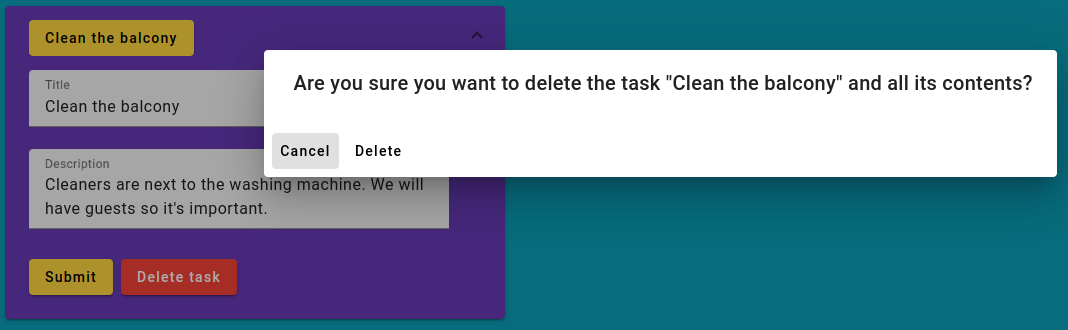 Clean the balcony
Are you sure you want to delete the task "Clean the balcony" and all its contents?
Title
Clean the balcony
Cancel Delete
Description
Cleaners are next to the washing machine. We will
have guests so it's important.
Submit Delete task